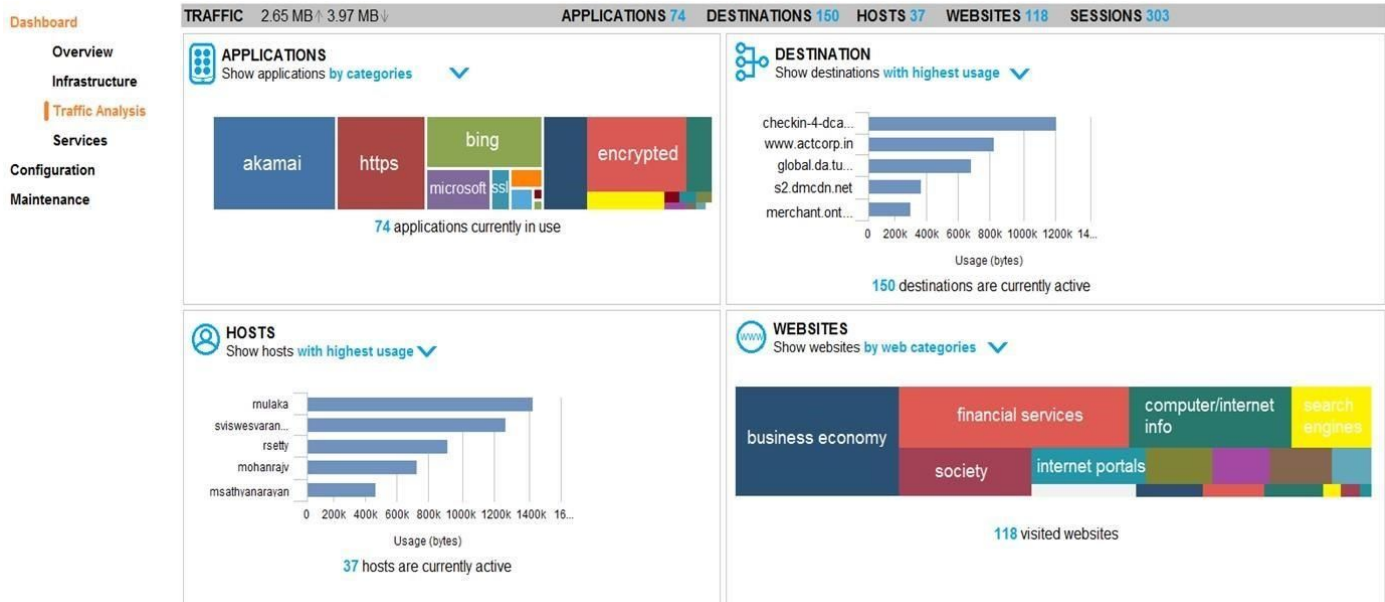 Dashboard
Overview
Infrastructure
Traffic Analysis
Services
Configuration
Maintenance
TRAFFIC 2.65 MB↑ 3.97 MB↓ APPLICATIONS 74 DESTINATIONS 150 HOSTS 37 WEBSITES 118 SESSIONS 303
APPLICATIONS
Show applications by categories
akamai
https
bing
microsoft
ssl
encrypted
74 applications currently in use
DESTINATION
Show destinations with highest usage
checkin-4-dca...
www.actcorp.in
global.da.tu...
s2.dmcdn.net
merchant.ont...
0 200k 400k 600k 800k 1000k 1200k 14...
Usage (bytes)
150 destinations are currently active
HOSTS
Show hosts with highest usage
mulaka
sviswesvaran...
rsetty
mohanrajv
msathyanarayan
0 200k 400k 600k 800k 1000k 1200k 1400k 16...
Usage (bytes)
37 hosts are currently active
www
WEBSITES
Show websites by web categories
business economy
financial services
computer/internet
info
search
engines
society
internet portals
118 visited websites